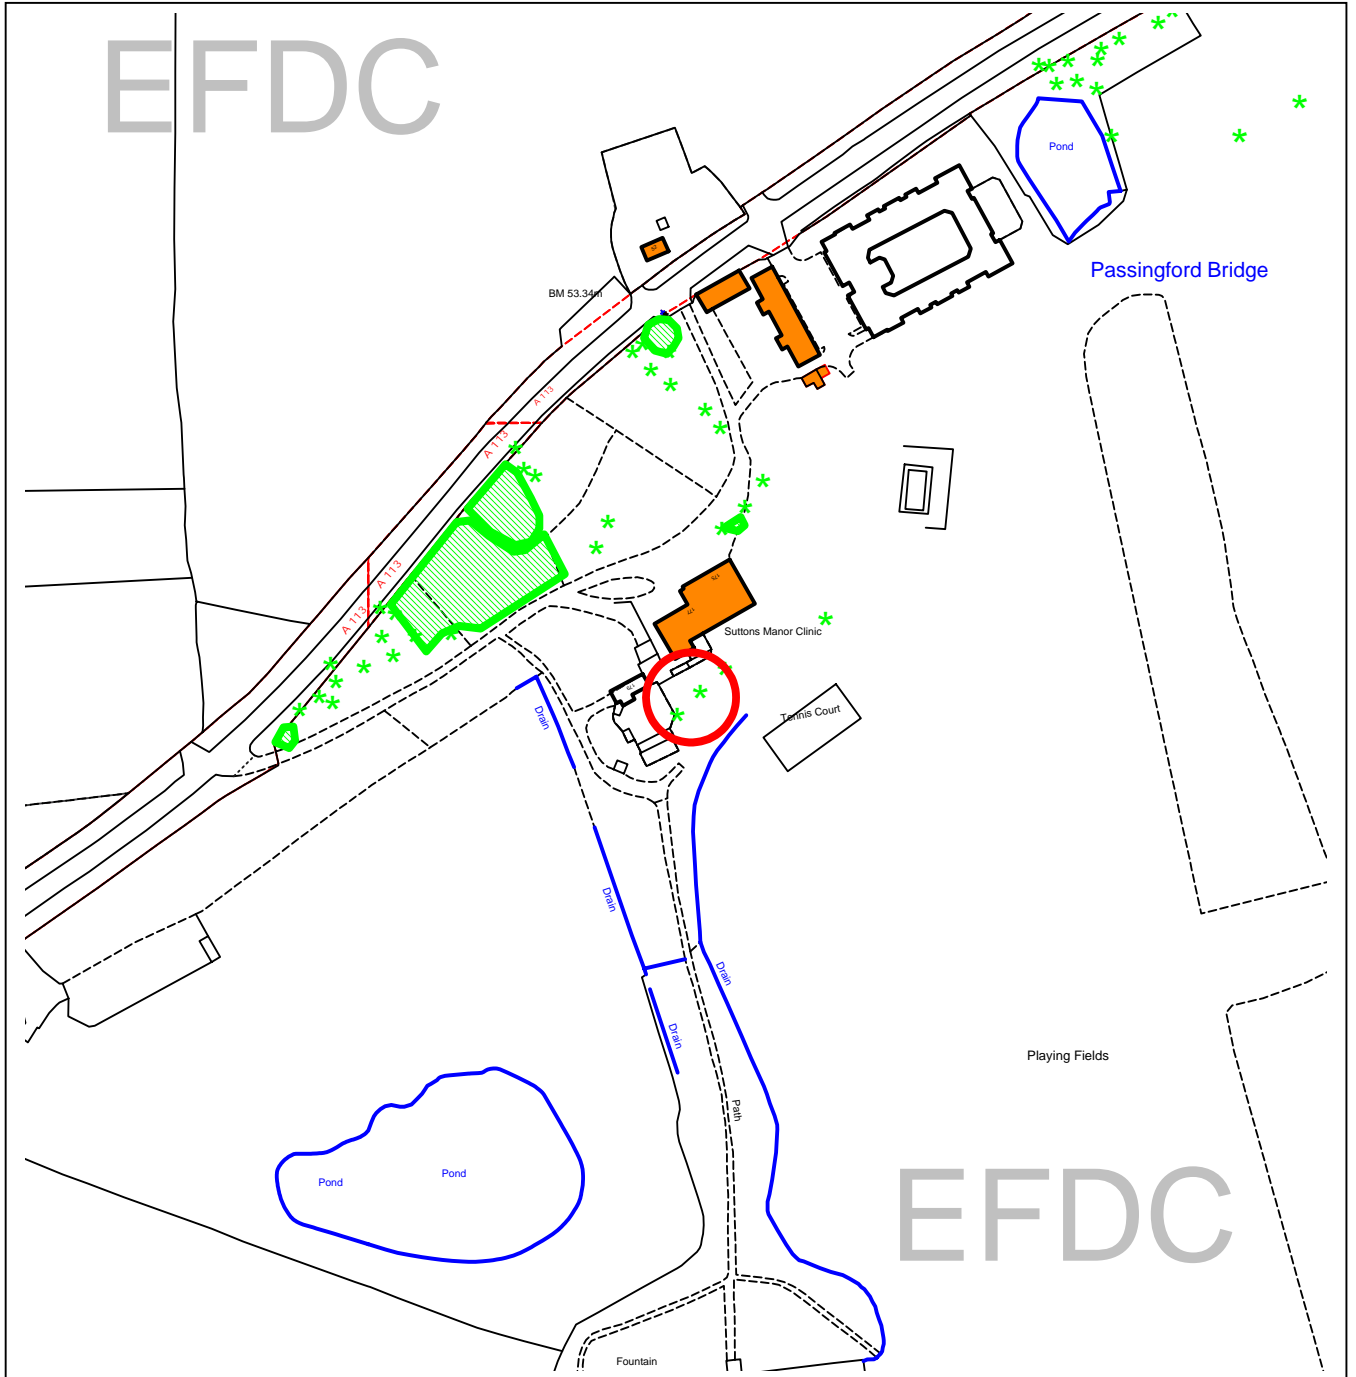 EFDC
Pond
Passingford Bridge
BM 53.34m
A 113
A 113
A 113
A 113
Suttons Manor Clinic
Tennis Court
Drain
Drain
Drain
Drain
Playing Fields
Path
Pond
Pond
EFDC
Fountain